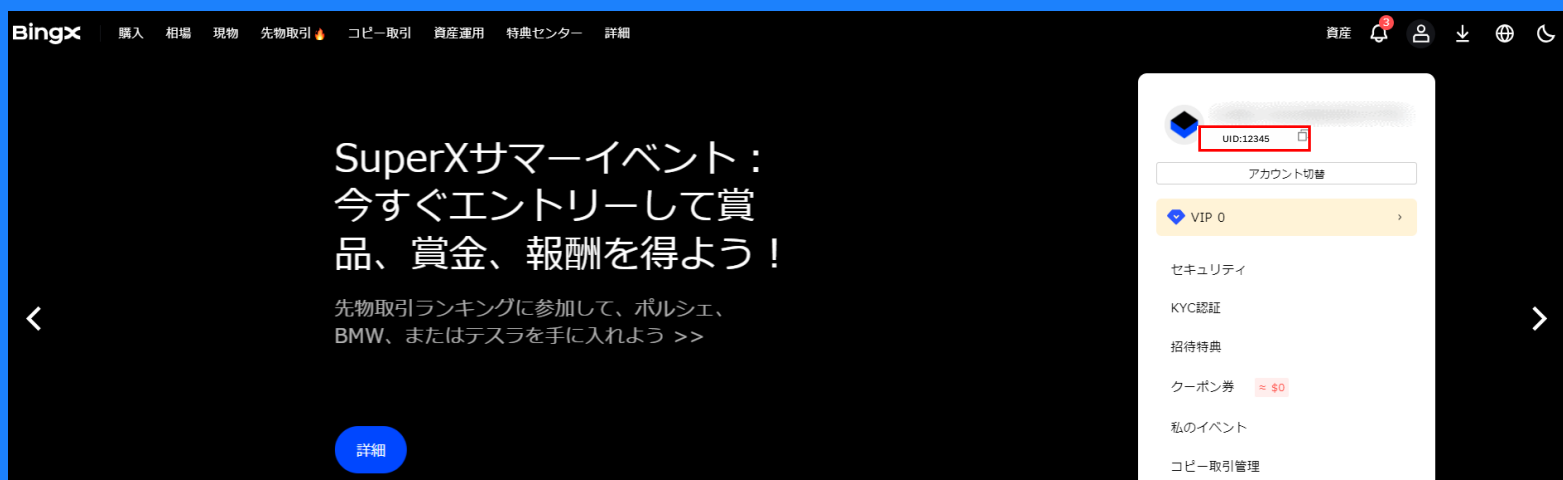 BingX 購入 相場 現物 先物取引🔥 コピー取引 資産運用 特典センター 詳細 資産 3
SuperXサマーイベント：
今すぐエントリーして賞
品、賞金、報酬を得よう！
先物取引ランキングに参加して、ポルシェ、
BMW、またはテスラを手に入れよう >>
詳細
UID:12345
アカウント切替
VIP 0 ›
セキュリティ
KYC認証
招待特典
クーポン券 ≈ $0
私のイベント
コピー取引管理